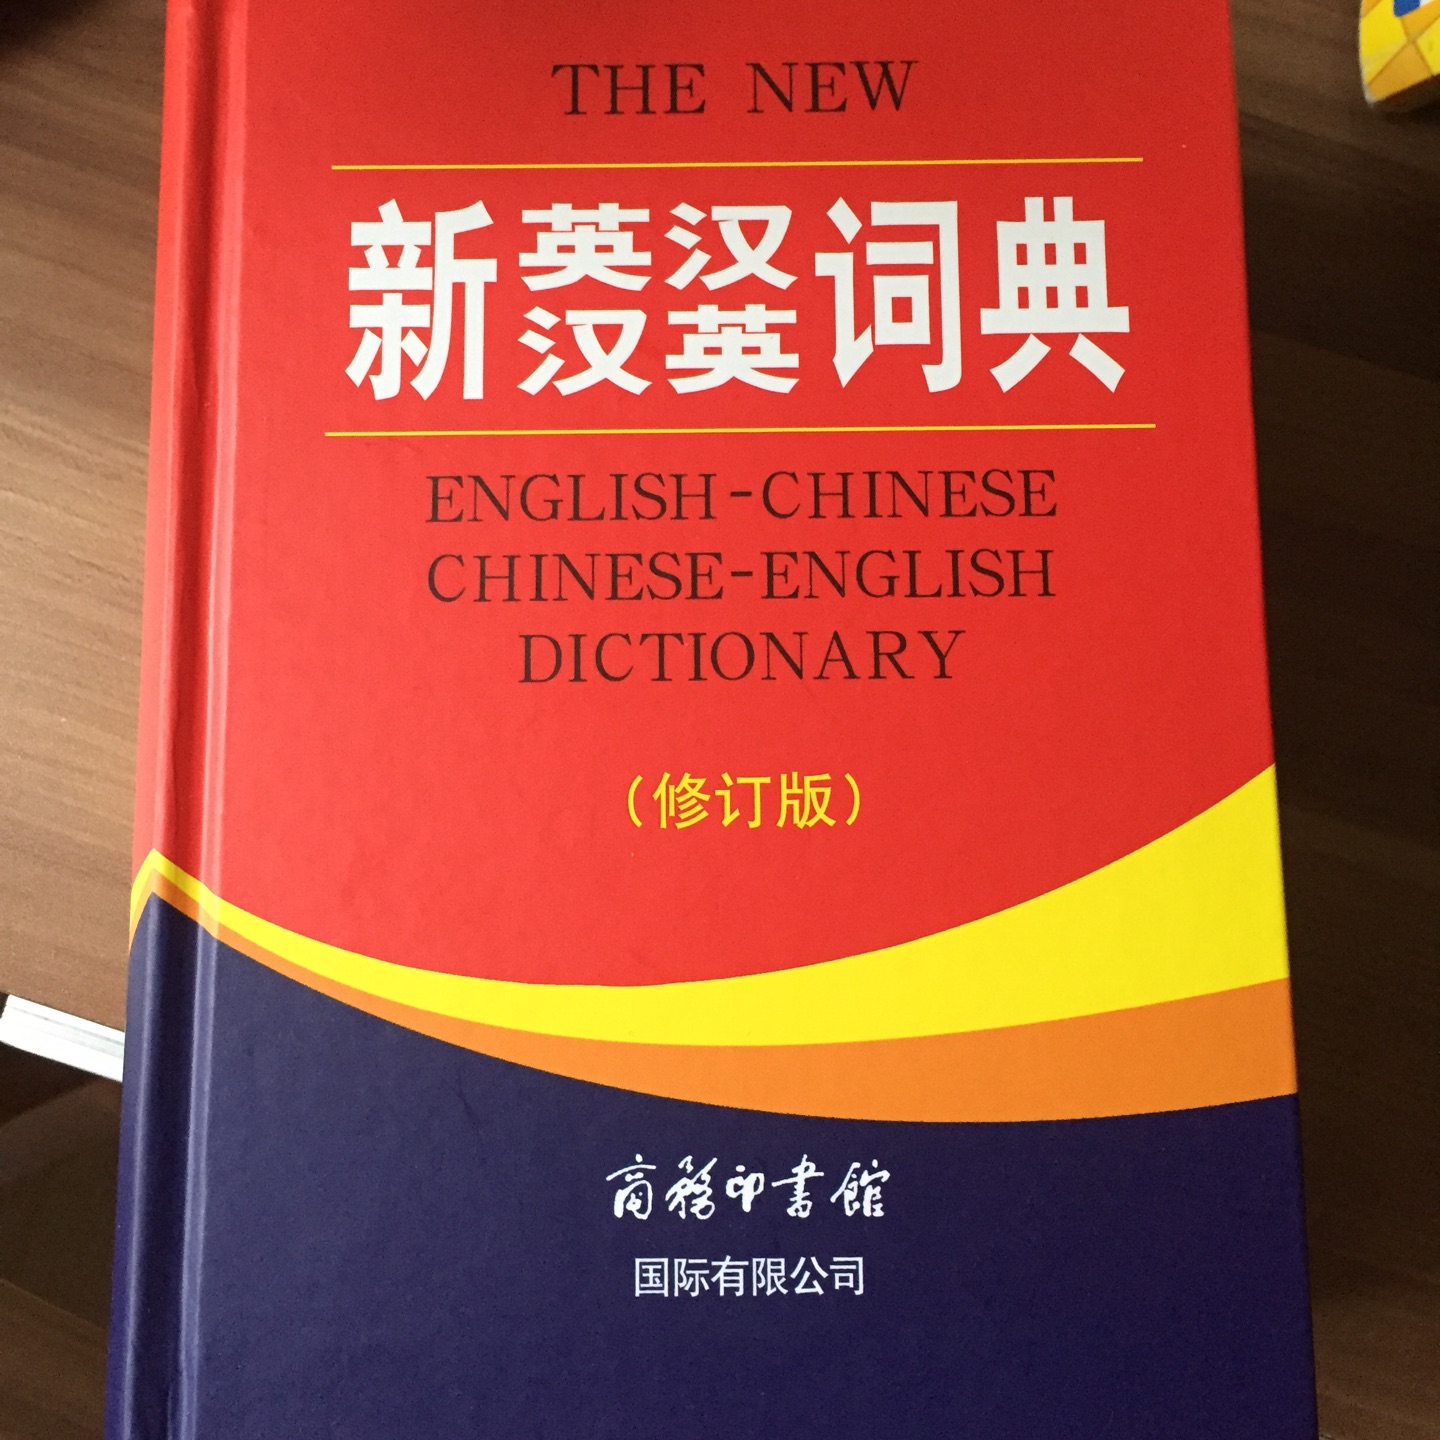 THE NEW
新英汉汉英词典
ENGLISH-CHINESE
CHINESE-ENGLISH
DICTIONARY
（修订版）
商務印書館
国际有限公司